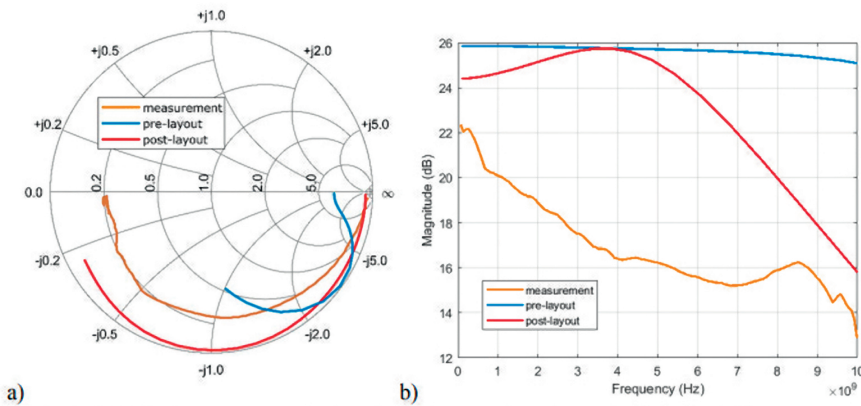 +j1.0
+j0.5
+j2.0
+j0.2
+j5.0
measurement
pre-layout
post-layout
0.0
0.2
0.5
1.0
2.0
5.0
∞
-j0.2
-j5.0
-j0.5
-j2.0
-j1.0
a)
26
24
22
20
18
16
14
12
Magnitude (dB)
measurement
pre-layout
post-layout
0 1 2 3 4 5 6 7 8 9 10
Frequency (Hz)
×10⁹
b)